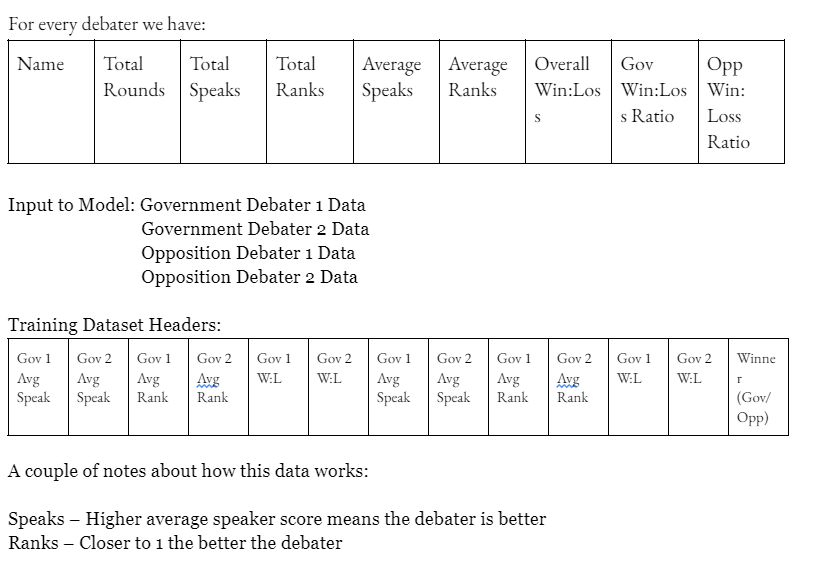 For every debater we have:
Name Total Total Total Average Average Overall Gov Opp
Rounds Speaks Ranks Speaks Ranks Win:Los Win:Los Win:
s s Ratio Loss
Ratio
Input to Model: Government Debater 1 Data
Government Debater 2 Data
Opposition Debater 1 Data
Opposition Debater 2 Data
Training Dataset Headers:
Gov 1 Gov 2 Gov 1 Gov 2 Gov 1 Gov 2 Gov 1 Gov 2 Gov 1 Gov 2 Gov 1 Gov 2 Winne
Avg Avg Avg Avg W:L W:L Avg Avg Avg Avg W:L W:L r
Speak Speak Rank Rank Speak Speak Rank Rank (Gov/
Opp)
A couple of notes about how this data works:
Speaks – Higher average speaker score means the debater is better
Ranks – Closer to 1 the better the debater